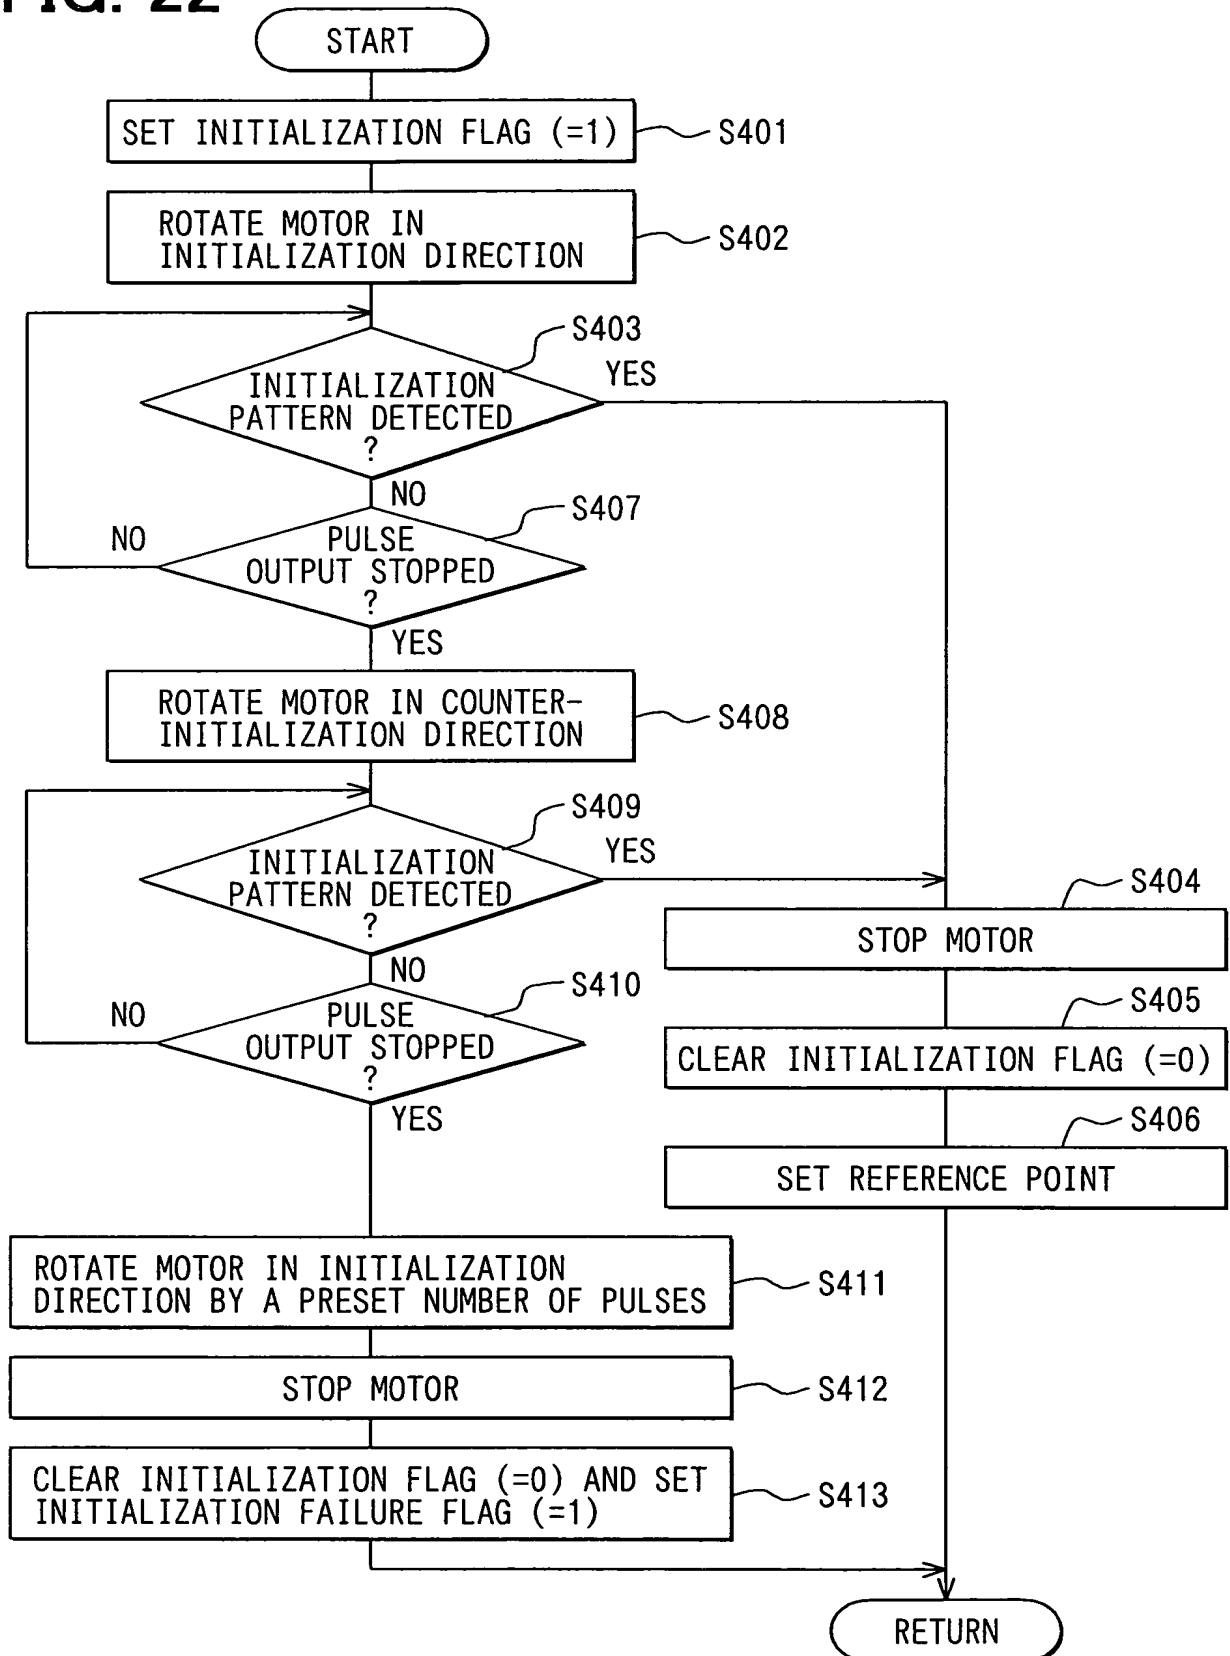 FIG. 22
START
SET INITIALIZATION FLAG (=1)
S401
ROTATE MOTOR IN
INITIALIZATION DIRECTION
S402
S403
YES
INITIALIZATION
PATTERN DETECTED
?
NO
S407
NO
PULSE
OUTPUT STOPPED
?
YES
ROTATE MOTOR IN COUNTER-
INITIALIZATION DIRECTION
S408
S409
YES
INITIALIZATION
PATTERN DETECTED
?
NO
S410
NO
PULSE
OUTPUT STOPPED
?
YES
S404
STOP MOTOR
S405
CLEAR INITIALIZATION FLAG (=0)
S406
SET REFERENCE POINT
ROTATE MOTOR IN INITIALIZATION
DIRECTION BY A PRESET NUMBER OF PULSES
S411
STOP MOTOR
S412
CLEAR INITIALIZATION FLAG (=0) AND SET
INITIALIZATION FAILURE FLAG (=1)
S413
RETURN